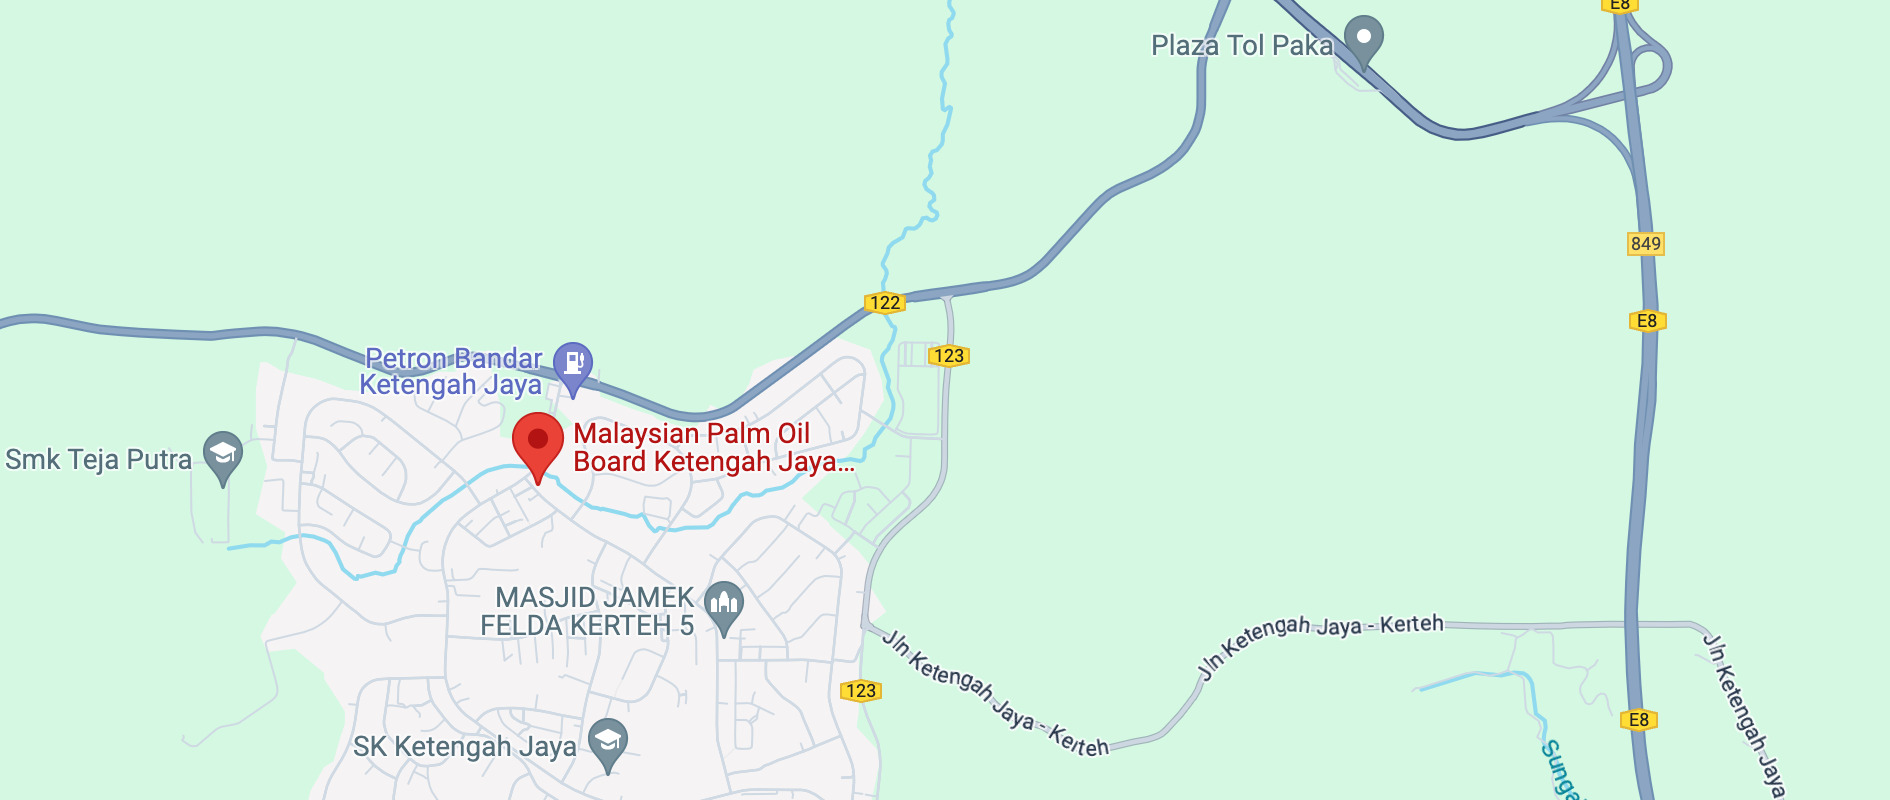 E8
Plaza Tol Paka
849
122
E8
123
Petron Bandar
Ketengah Jaya
Malaysian Palm Oil
Board Ketengah Jaya...
Smk Teja Putra
MASJID JAMEK
FELDA KERTEH 5
Jln Ketengah Jaya - Kerteh
Jln Ketengah Jaya - Kerteh
Jln Ketengah Jaya
123
E8
SK Ketengah Jaya
Sunga